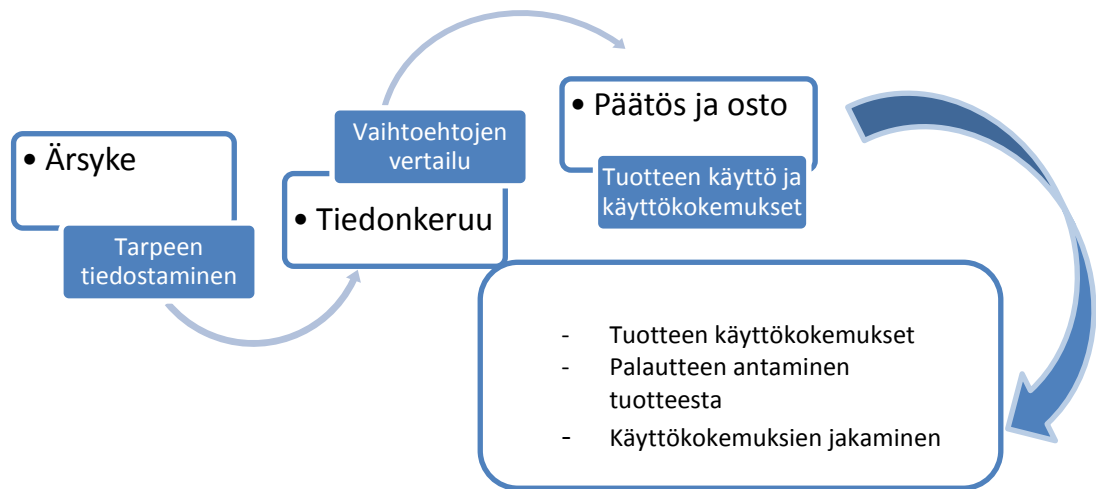 • Ärsyke
Tarpeen
tiedostaminen
Vaihtoehtojen
vertailu
• Tiedonkeruu
• Päätös ja osto
Tuotteen käyttö ja
käyttökokemukset
- Tuotteen käyttökokemukset
- Palautteen antaminen
tuotteesta
- Käyttökokemuksien jakaminen